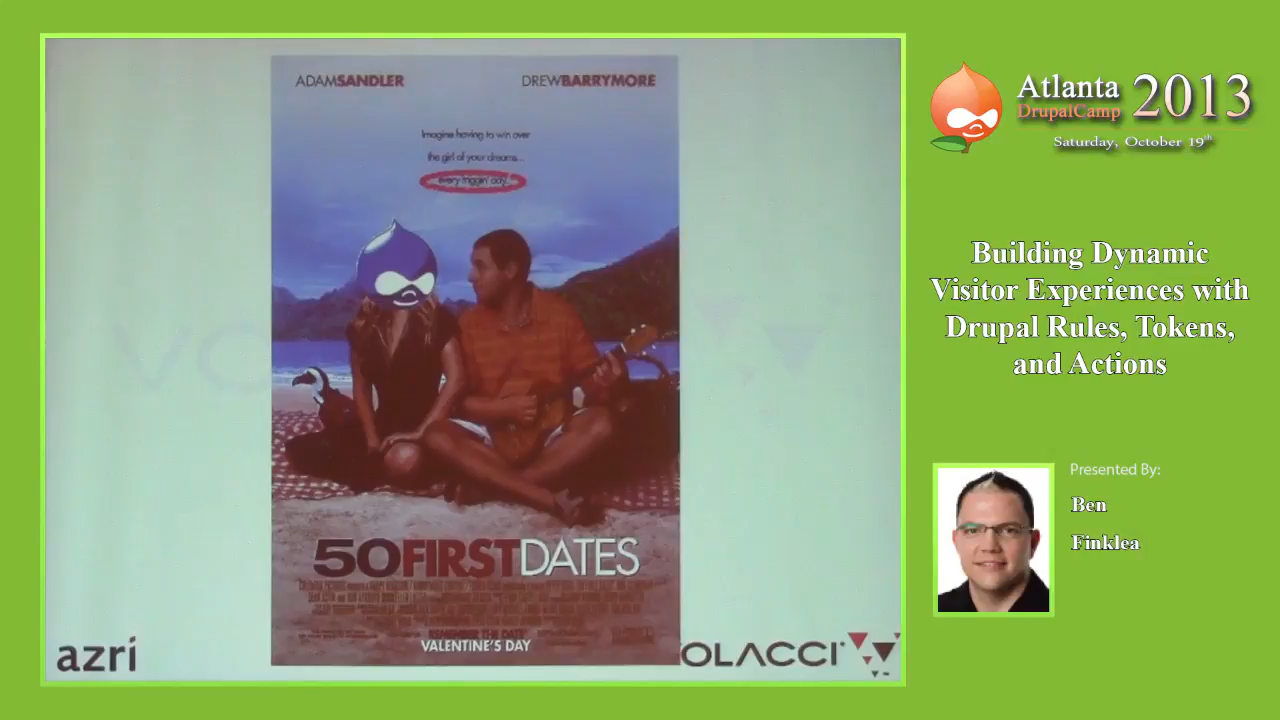 ADAMSANDLER
DREWBARRYMORE
Imagine having to win over
the girl of your dreams...
every friggin' day.
50FIRSTDATES
VALENTINE'S DAY
azrí
OLACCI
Atlanta
DrupalCamp
2013
Saturday, October 19th
Building Dynamic
Visitor Experiences with
Drupal Rules, Tokens,
and Actions
Presented By:
Ben
Finklea